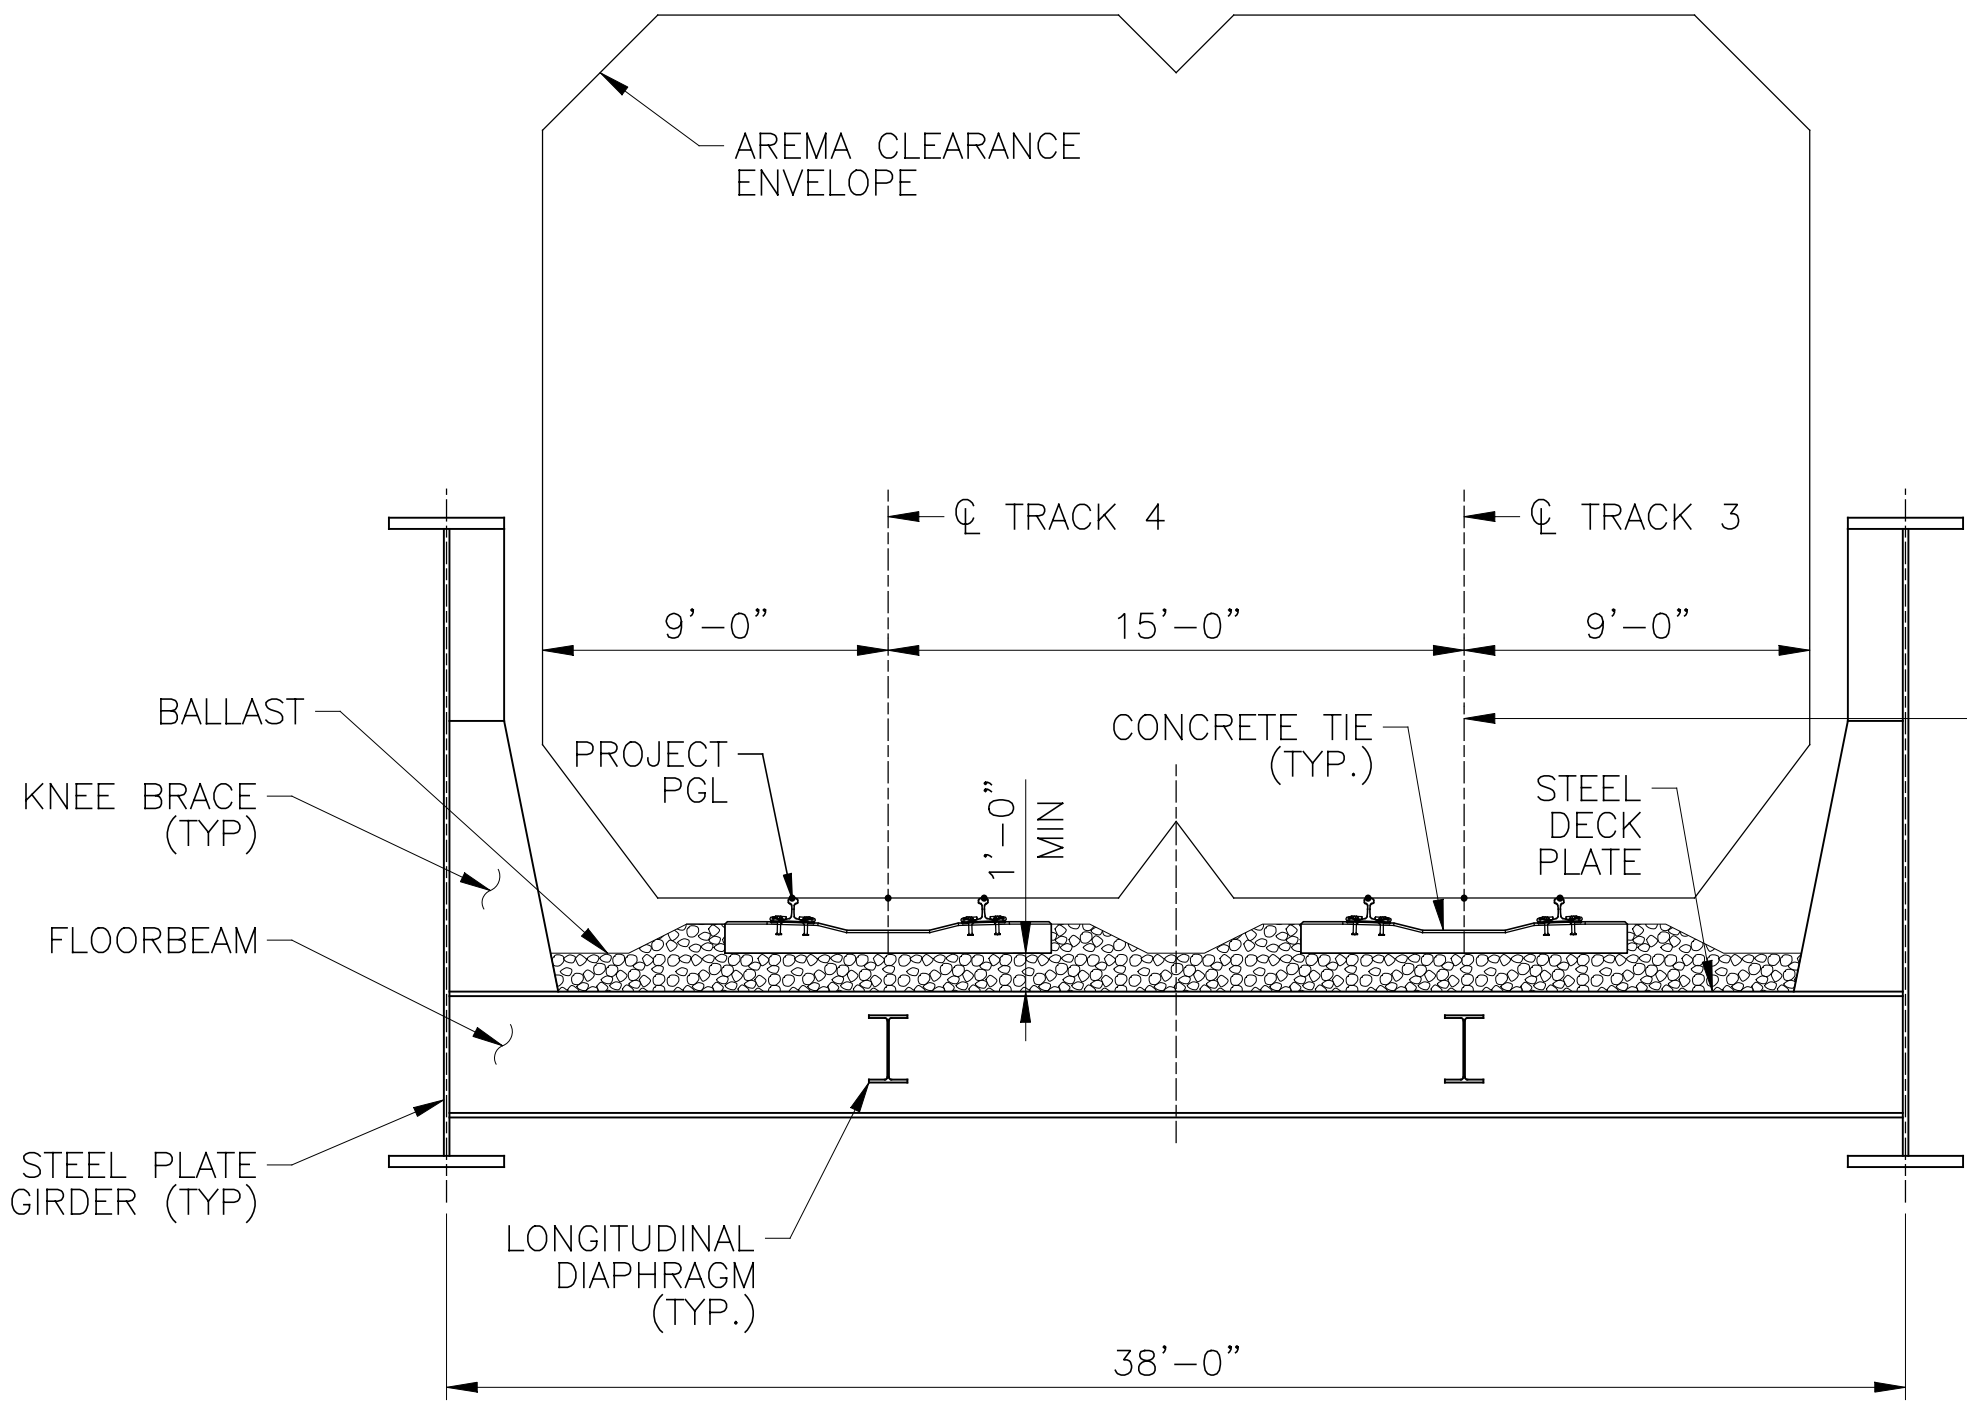 AREMA CLEARANCE
ENVELOPE
℄ TRACK 4
℄ TRACK 3
9'-0"
15'-0"
9'-0"
BALLAST
PROJECT
PGL
CONCRETE TIE
(TYP.)
KNEE BRACE
(TYP)
1'-0"
MIN
STEEL
DECK
PLATE
FLOORBEAM
STEEL PLATE
GIRDER (TYP)
LONGITUDINAL
DIAPHRAGM
(TYP.)
38'-0"